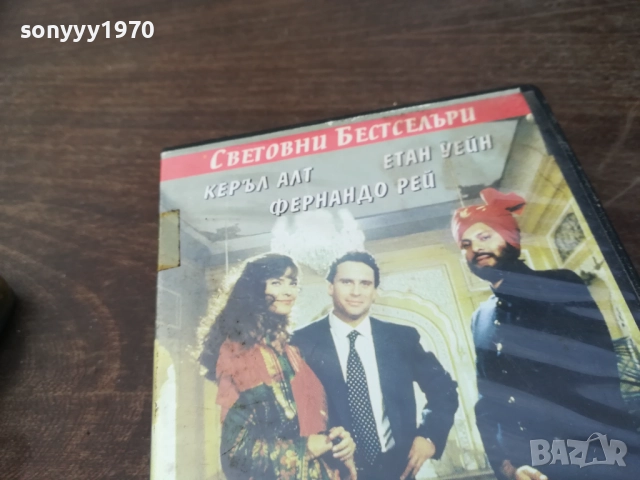 sonyyy1970
СВЕТОВНИ БЕСТСЕЛЪРИ
КЕРЪЛ АЛТ ЕТАН УЕЙН
ФЕРНАНДО РЕЙ
BAZAR